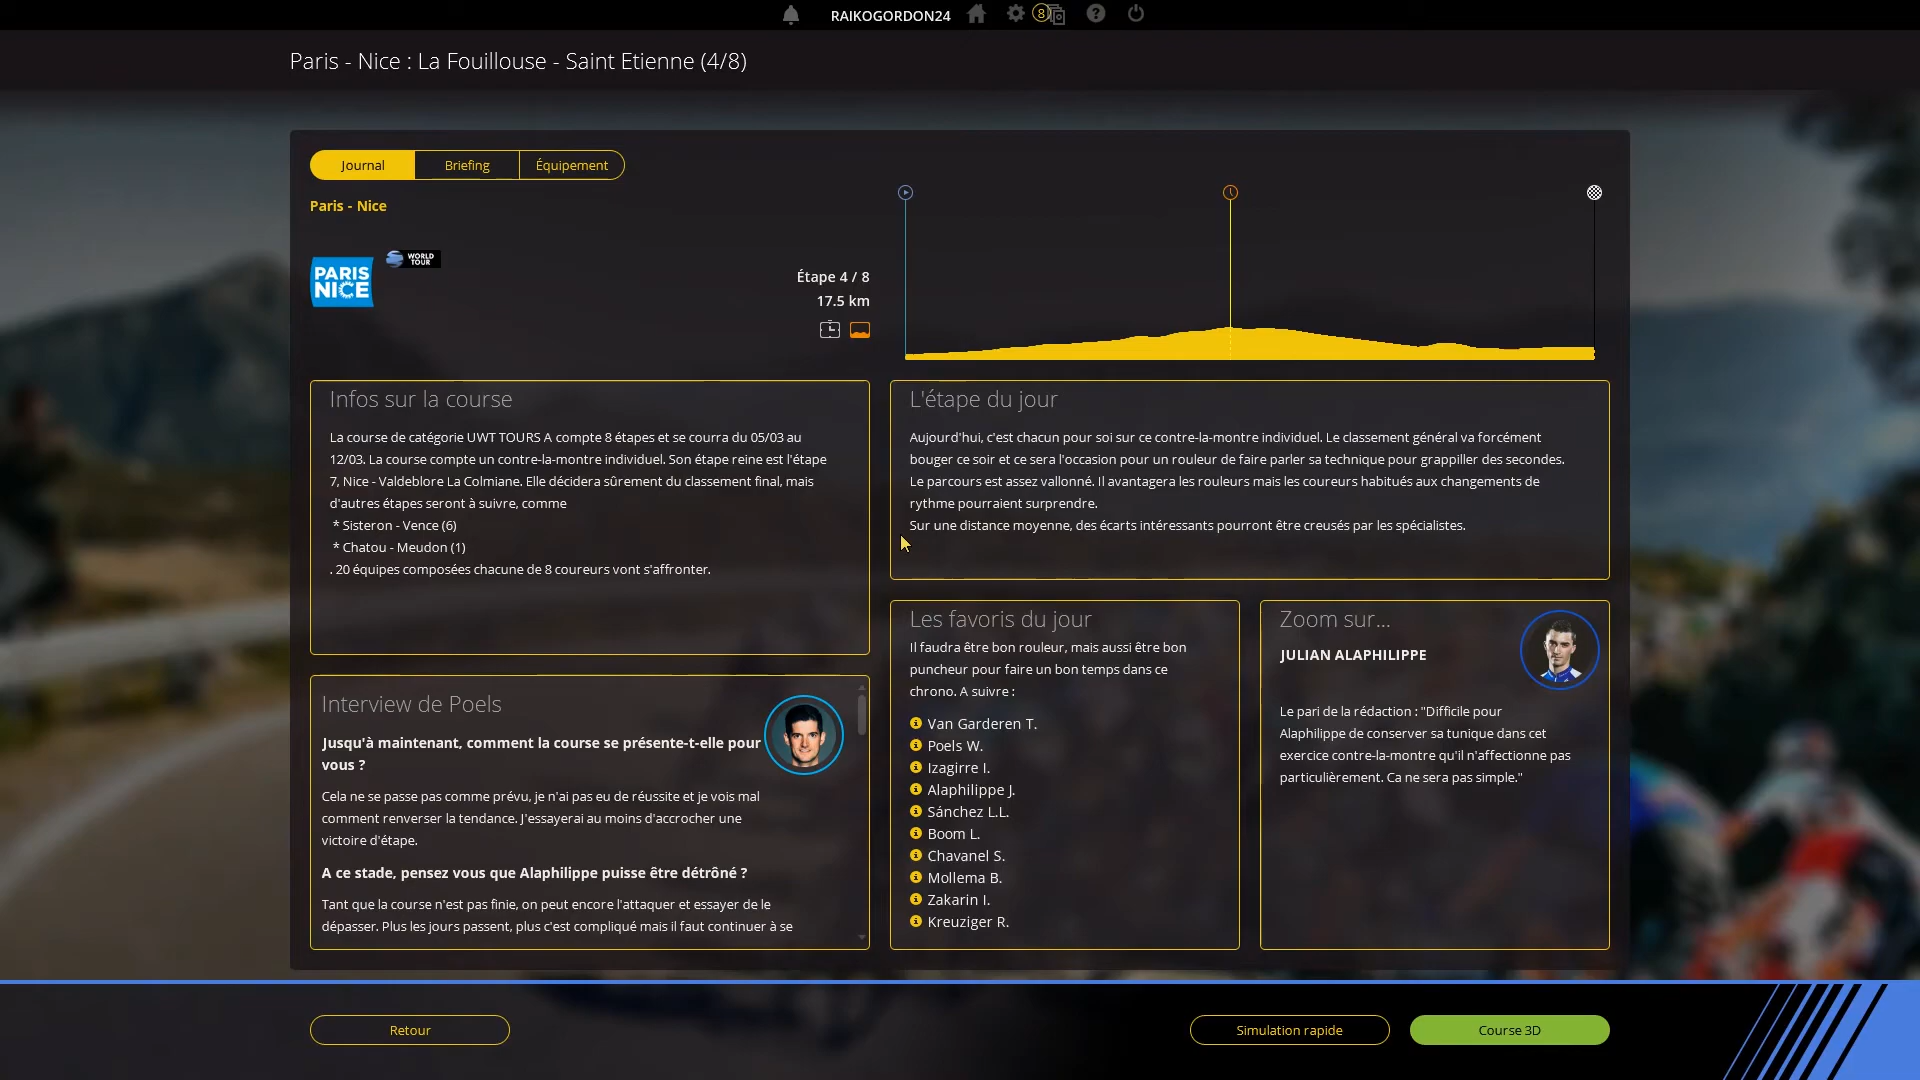 RAIKOGORDON24
8
Paris - Nice : La Fouillouse - Saint Etienne (4/8)
Journal
Briefing
Équipement
Paris - Nice
PARIS
NICE
WORLD
TOUR
Étape 4 / 8
17.5 km
Infos sur la course
La course de catégorie UWT TOURS A compte 8 étapes et se courra du 05/03 au
12/03. La course compte un contre-la-montre individuel. Son étape reine est l'étape
7, Nice - Valdeblore La Colmiane. Elle décidera sûrement du classement final, mais
d'autres étapes seront à suivre, comme
* Sisteron - Vence (6)
* Chatou - Meudon (1)
. 20 équipes composées chacune de 8 coureurs vont s'affronter.
L'étape du jour
Aujourd'hui, c'est chacun pour soi sur ce contre-la-montre individuel. Le classement général va forcément
bouger ce soir et ce sera l'occasion pour un rouleur de faire parler sa technique pour grappiller des secondes.
Le parcours est assez vallonné. Il avantagera les rouleurs mais les coureurs habitués aux changements de
rythme pourraient surprendre.
Sur une distance moyenne, des écarts intéressants pourront être creusés par les spécialistes.
Interview de Poels
Jusqu'à maintenant, comment la course se présente-t-elle pour
vous ?
Cela ne se passe pas comme prévu, je n'ai pas eu de réussite et je vois mal
comment renverser la tendance. J'essayerai au moins d'accrocher une
victoire d'étape.
A ce stade, pensez vous que Alaphilippe puisse être détrôné ?
Tant que la course n'est pas finie, on peut encore l'attaquer et essayer de le
dépasser. Plus les jours passent, plus c'est compliqué mais il faut continuer à se
Les favoris du jour
Il faudra être bon rouleur, mais aussi être bon
puncheur pour faire un bon temps dans ce
chrono. A suivre :
Van Garderen T.
Poels W.
Izagirre I.
Alaphilippe J.
Sánchez L.L.
Boom L.
Chavanel S.
Mollema B.
Zakarin I.
Kreuziger R.
Zoom sur...
JULIAN ALAPHILIPPE
Le pari de la rédaction : "Difficile pour
Alaphilippe de conserver sa tunique dans cet
exercice contre-la-montre qu'il n'affectionne pas
particulièrement. Ca ne sera pas simple."
Retour
Simulation rapide
Course 3D